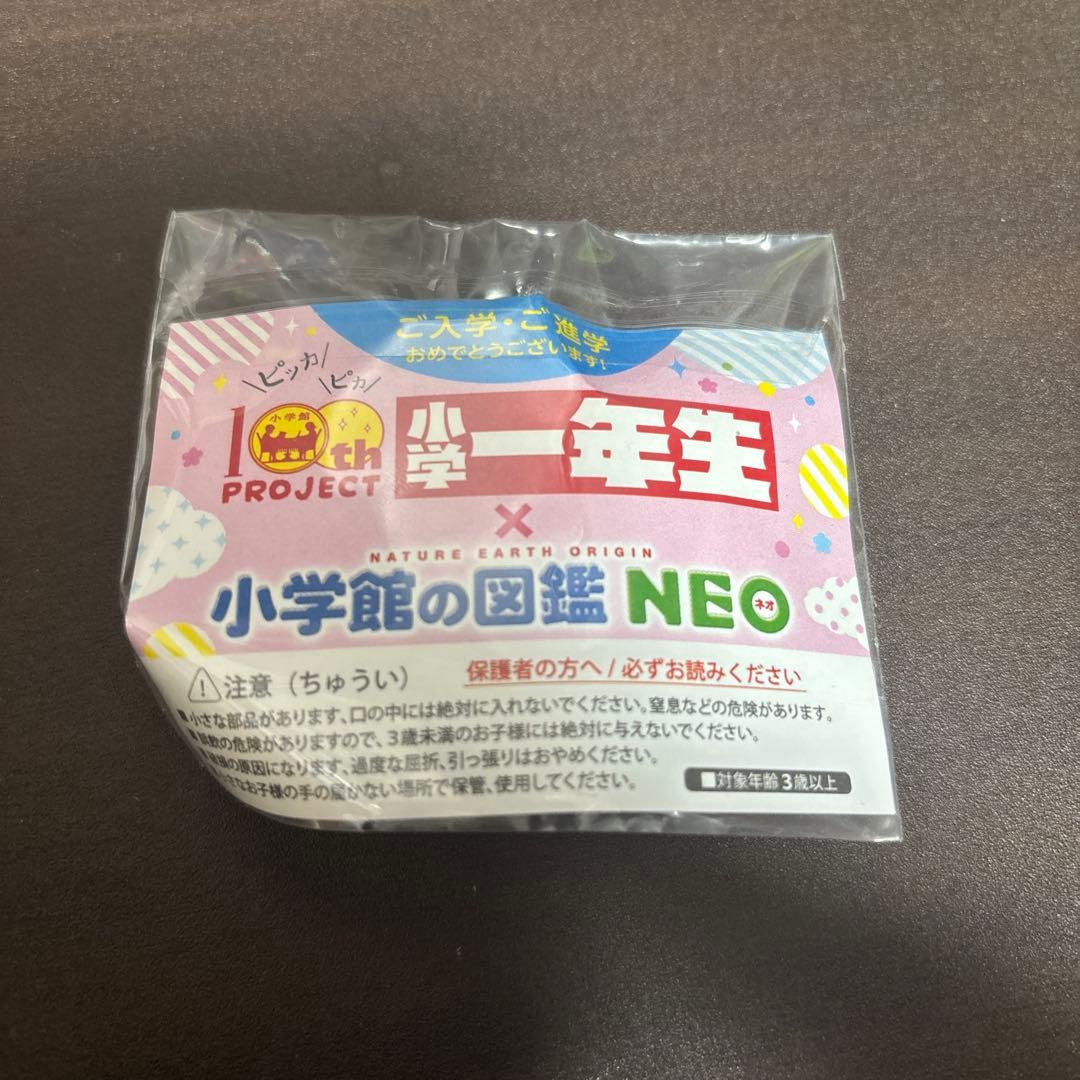 ご入学・ご進学
おめでとうございます!
ピッカ
ピカ
小学館
100th
PROJECT
小学一年生
×
NATURE EARTH ORIGIN
小学館の図鑑 NEO
ネオ
注意(ちゅうい)
保護者の方へ/必ずお読みください
■小さな部品があります、口の中には絶対に入れないでください。窒息などの危険があります。
の危険がありますので、3歳未満のお子様には絶対に与えないでください。
の原因になります、過度な屈折、引っ張りはおやめください。
さなお子様の手の届かない場所で保管、使用してください。
■対象年齢3歳以上